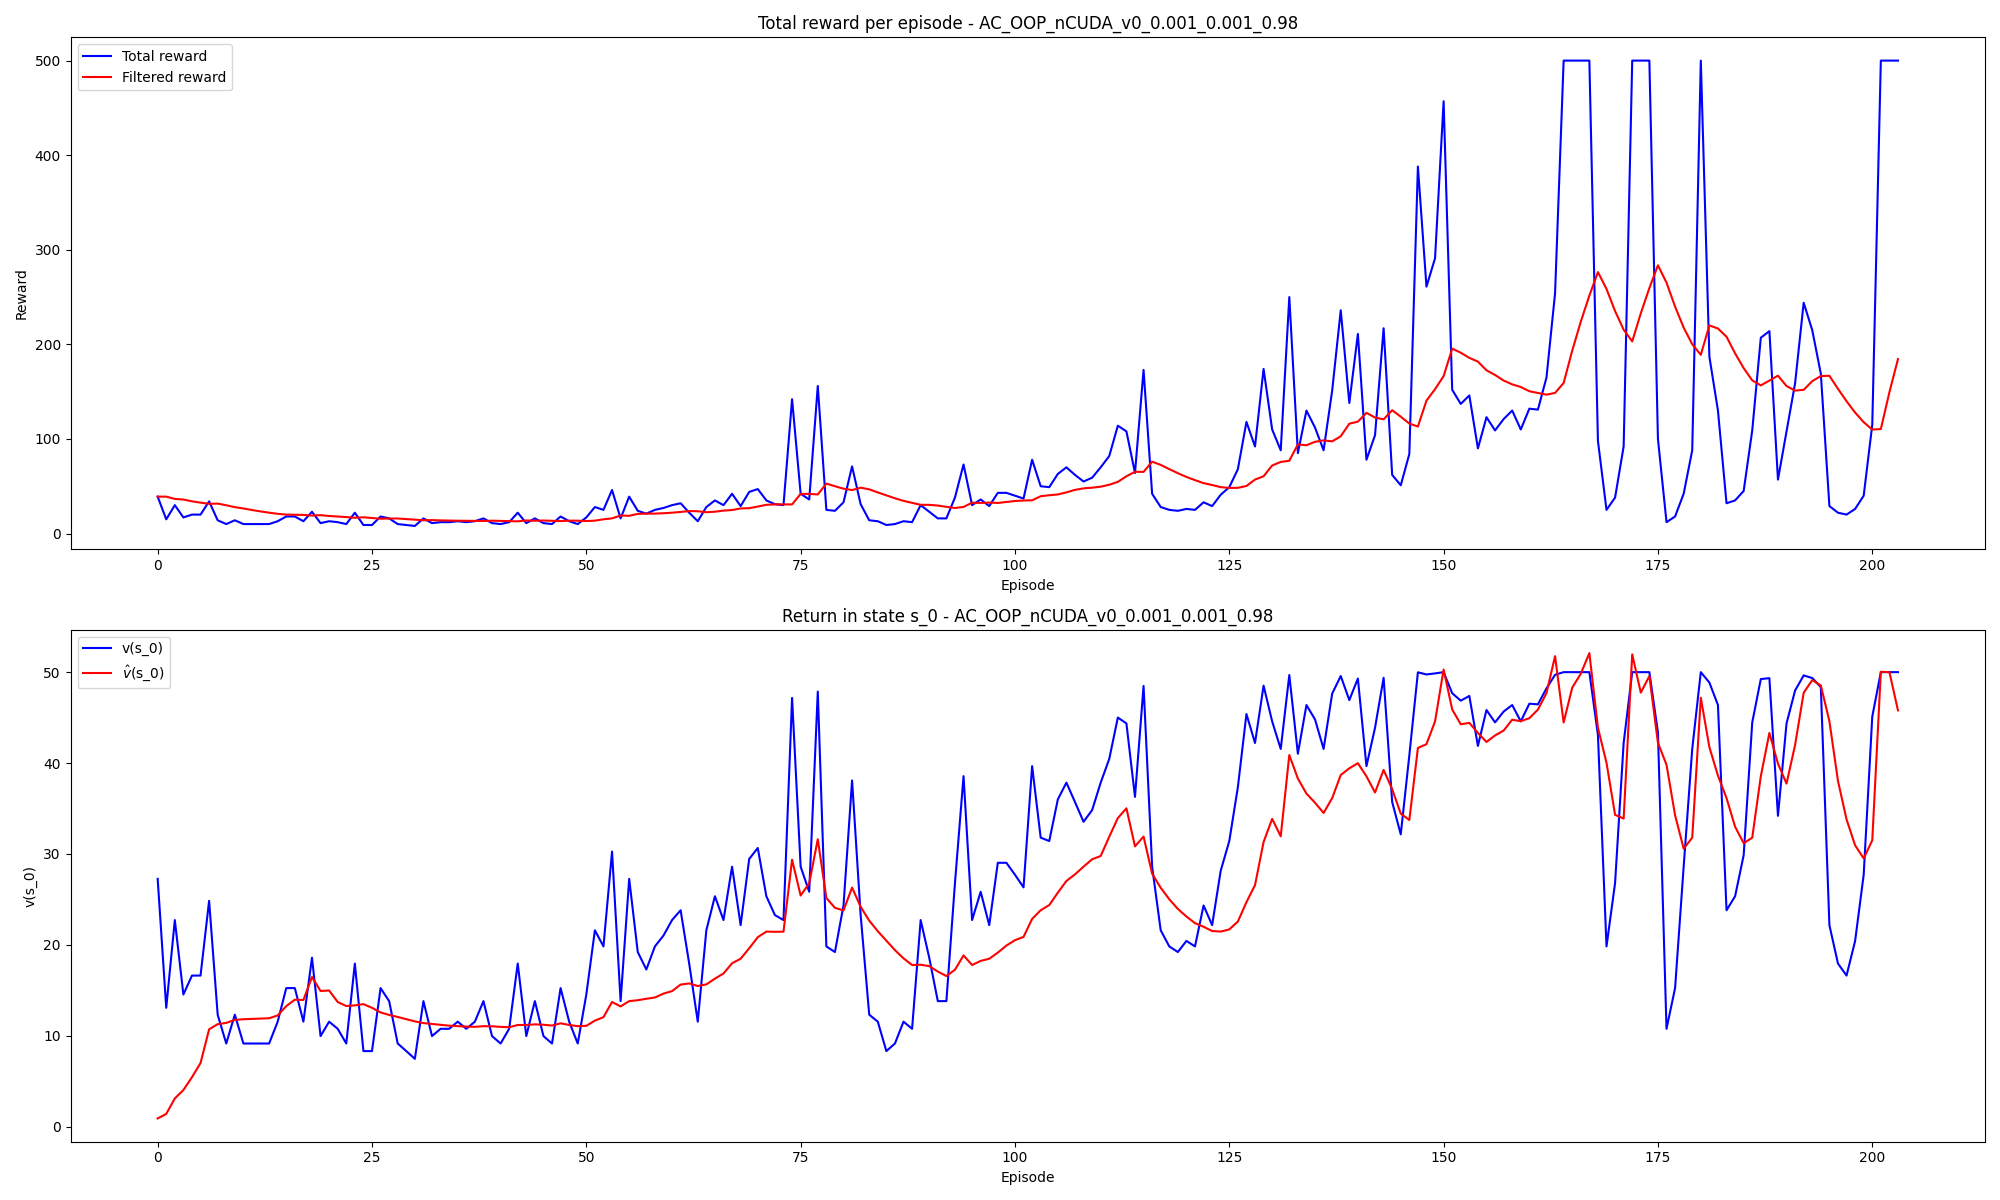 Total reward per episode - AC_OOP_nCUDA_v0_0.001_0.001_0.98
Total reward
Filtered reward
500
400
300
200
100
0
Reward
0 25 50 75 100 125 150 175 200
Episode
Return in state s_0 - AC_OOP_nCUDA_v0_0.001_0.001_0.98
v(s_0)
v̂(s_0)
50
40
30
20
10
0
v(s_0)
0 25 50 75 100 125 150 175 200
Episode